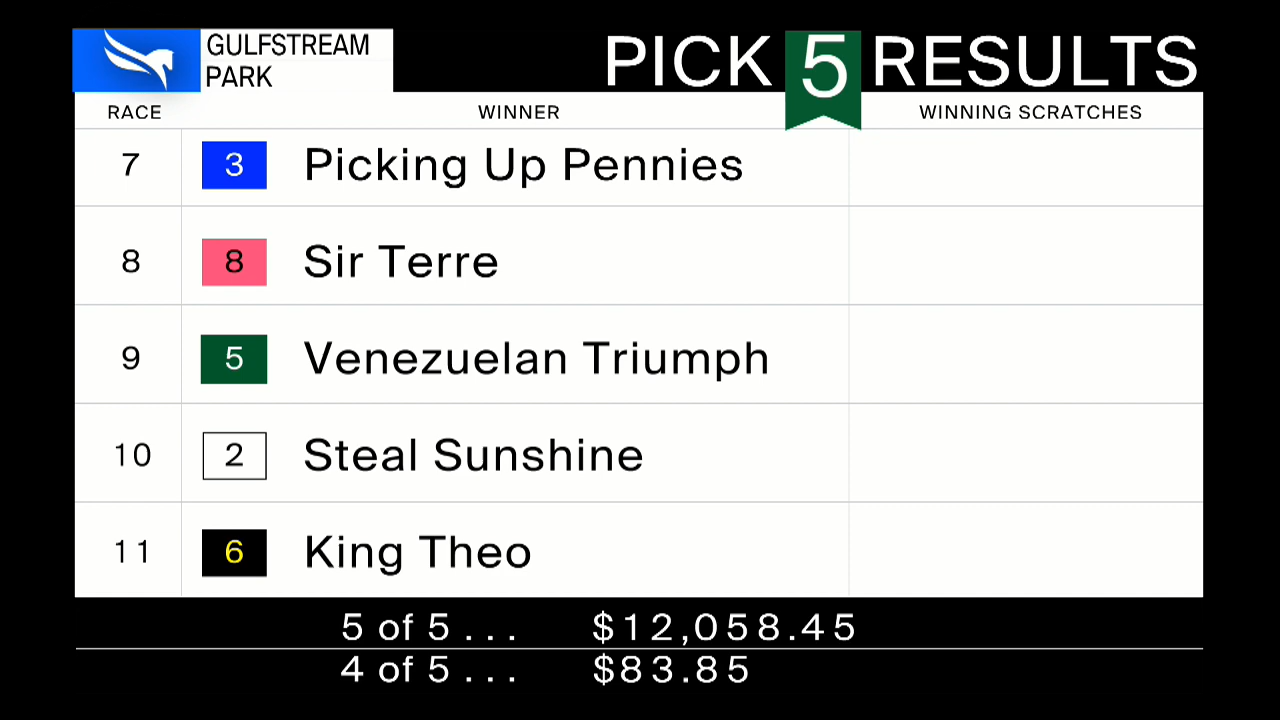 GULFSTREAM
PARK
PICK 5 RESULTS
RACE WINNER WINNING SCRATCHES
7 3 Picking Up Pennies
8 8 Sir Terre
9 5 Venezuelan Triumph
10 2 Steal Sunshine
11 6 King Theo
5 of 5 . . . $12,058.45
4 of 5 . . . $83.85